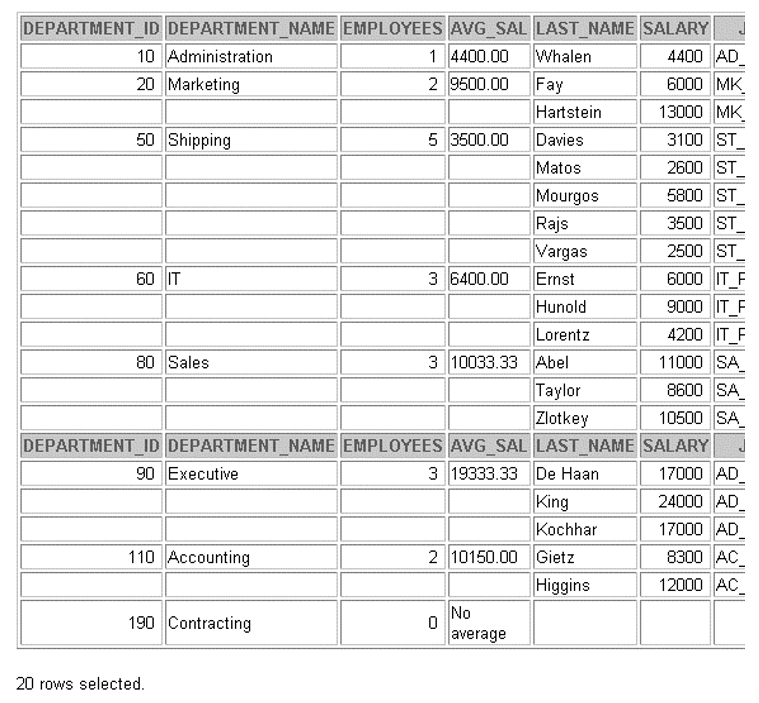 DEPARTMENT_ID DEPARTMENT_NAME EMPLOYEES AVG_SAL LAST_NAME SALARY J
10 Administration 1 4400.00 Whalen 4400 AD_
20 Marketing 2 9500.00 Fay 6000 MK_
Hartstein 13000 MK_
50 Shipping 5 3500.00 Davies 3100 ST_
Matos 2600 ST_
Mourgos 5800 ST_
Rajs 3500 ST_
Vargas 2500 ST_
60 IT 3 6400.00 Ernst 6000 IT_P
Hunold 9000 IT_P
Lorentz 4200 IT_P
80 Sales 3 10033.33 Abel 11000 SA_
Taylor 8600 SA_
Zlotkey 10500 SA_
DEPARTMENT_ID DEPARTMENT_NAME EMPLOYEES AVG_SAL LAST_NAME SALARY J
90 Executive 3 19333.33 De Haan 17000 AD_
King 24000 AD_
Kochhar 17000 AD_
110 Accounting 2 10150.00 Gietz 8300 AC_
Higgins 12000 AC_
190 Contracting 0 No average
20 rows selected.